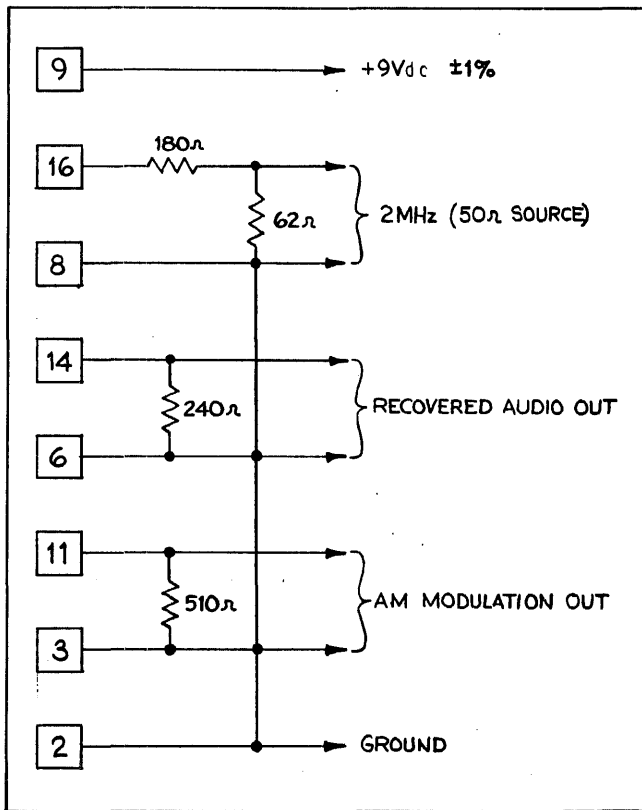 9 +9Vdc ±1%
180Ω
16
62Ω
2MHz (50Ω SOURCE)
8
14
240Ω
RECOVERED AUDIO OUT
6
11
510Ω
AM MODULATION OUT
3
2 GROUND